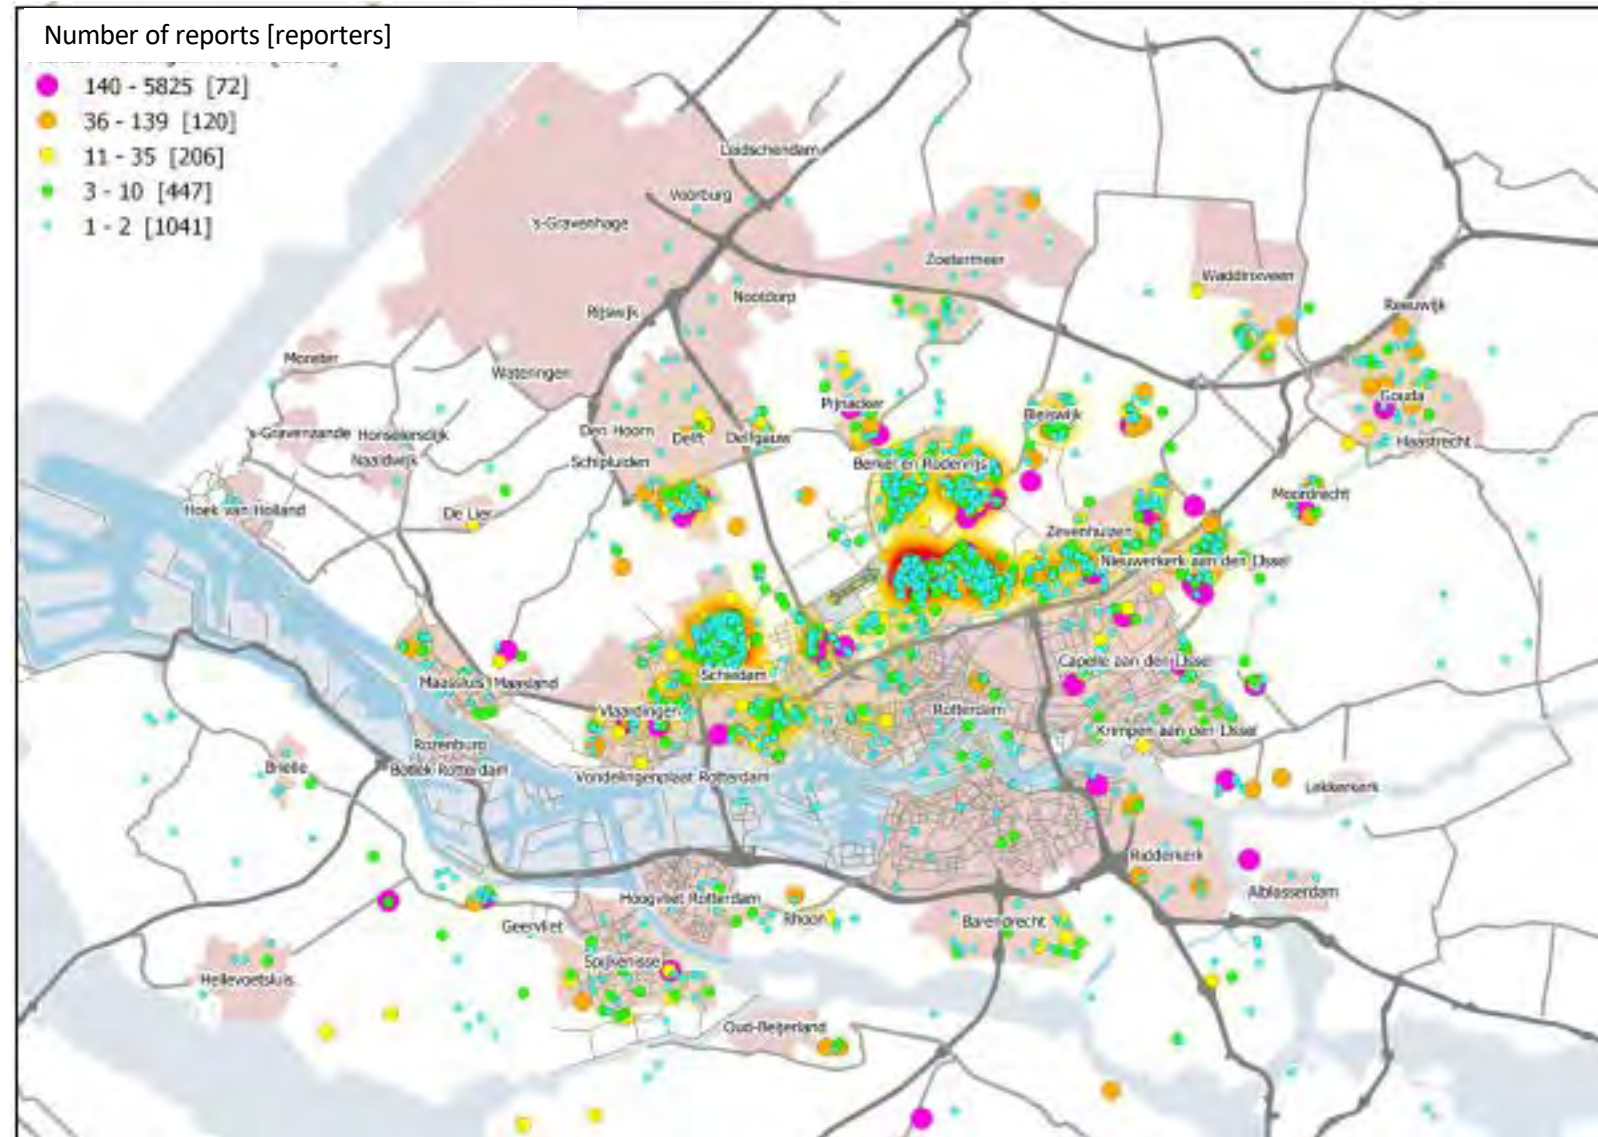 Number of reports [reporters]
140 - 5825 [72]
36 - 139 [120]
11 - 35 [206]
3 - 10 [447]
1 - 2 [1041]
Leidschendam
Voorburg
's-Gravenhage
Zoetermeer
Waddinxveen
Nootdorp
Reeuwijk
Rijswijk
Monster
Wateringen
Pijnacker
Bleiswijk
Gouda
's-Gravenzande
Honselersdijk
Den Hoorn
Delft
Delfgauw
Haastrecht
Naaldwijk
Schipluiden
Berkel en Rodenrijs
Moordrecht
Hoek van Holland
De Lier
Zevenhuizen
Nieuwerkerk aan den IJssel
Capelle aan den IJssel
Maassluis
Maasland
Schiedam
Vlaardingen
Rotterdam
Krimpen aan den IJssel
Rozenburg
Brielle
Botlek Rotterdam
Vondelingenplaat Rotterdam
Lekkerkerk
Ridderkerk
Alblasserdam
Hoogvliet Rotterdam
Rhoon
Barendrecht
Geervliet
Spijkenisse
Hellevoetsluis
Oud-Beijerland